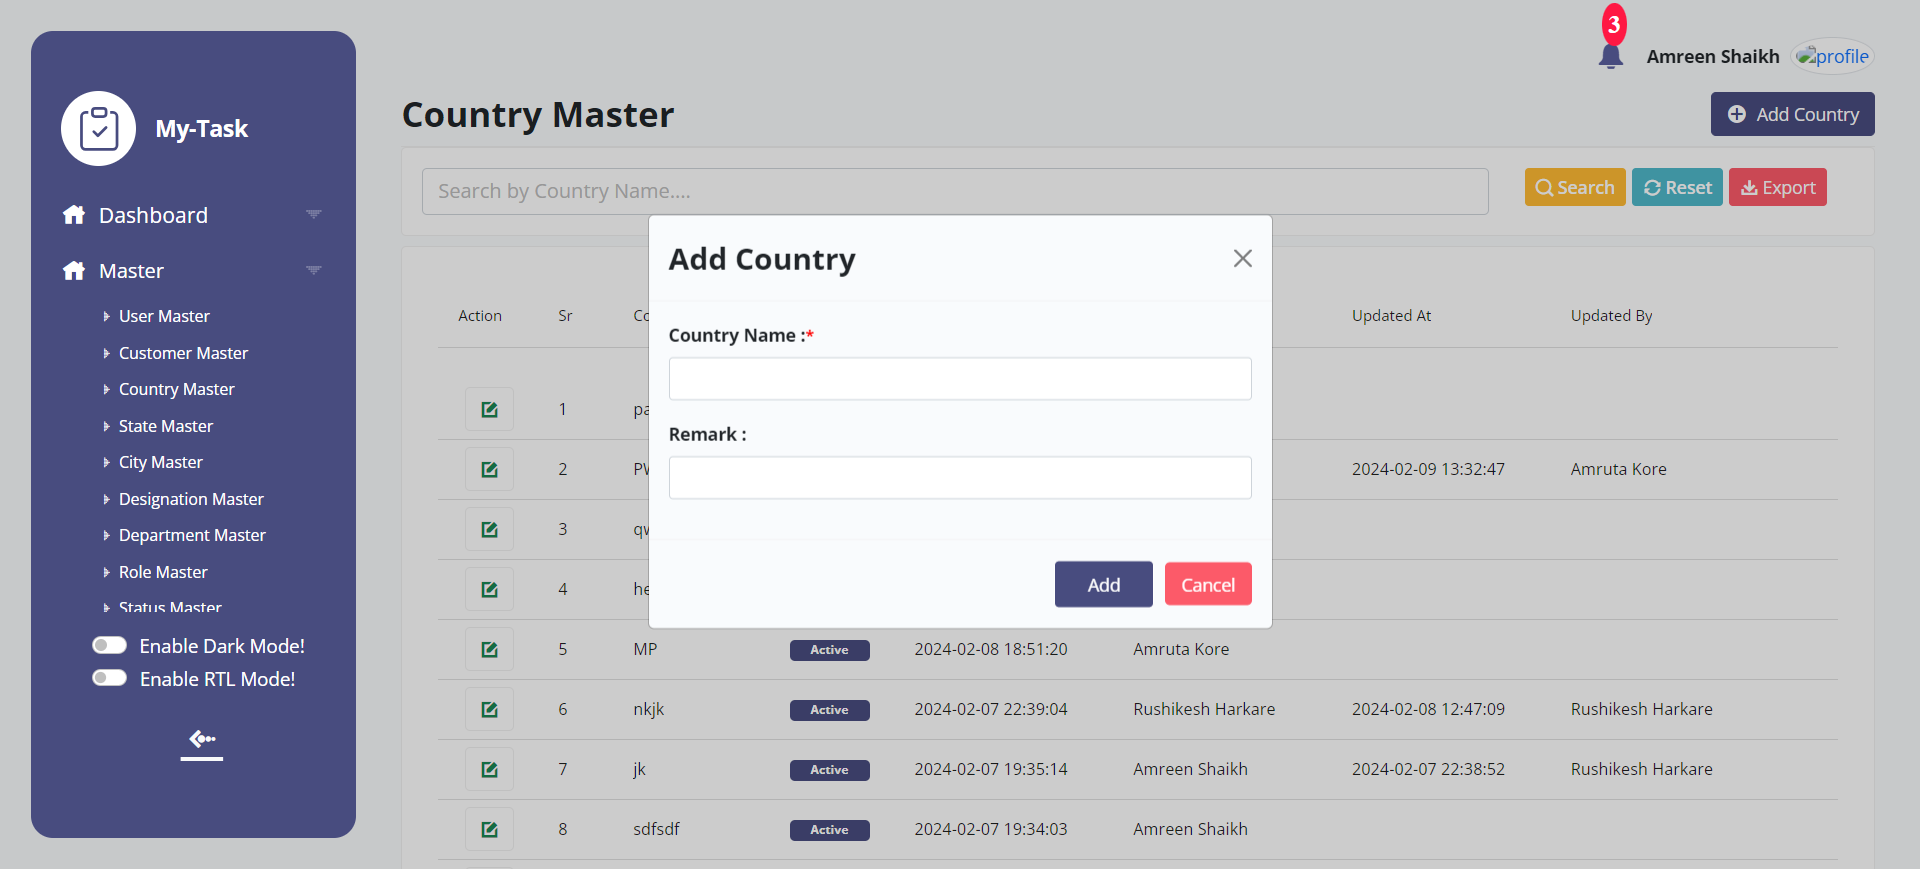 3
Amreen Shaikh
profile
My-Task
Dashboard
Master
User Master
Customer Master
Country Master
State Master
City Master
Designation Master
Department Master
Role Master
Status Master
Enable Dark Mode!
Enable RTL Mode!
Country Master
Add Country
Search by Country Name....
Search
Reset
Export
Action Sr Updated At Updated By
1
2 2024-02-09 13:32:47 Amruta Kore
3
4
5 MP Active 2024-02-08 18:51:20 Amruta Kore
6 nkjk Active 2024-02-07 22:39:04 Rushikesh Harkare 2024-02-08 12:47:09 Rushikesh Harkare
7 jk Active 2024-02-07 19:35:14 Amreen Shaikh 2024-02-07 22:38:52 Rushikesh Harkare
8 sdfsdf Active 2024-02-07 19:34:03 Amreen Shaikh
Add Country
Country Name :*
Remark :
Add
Cancel